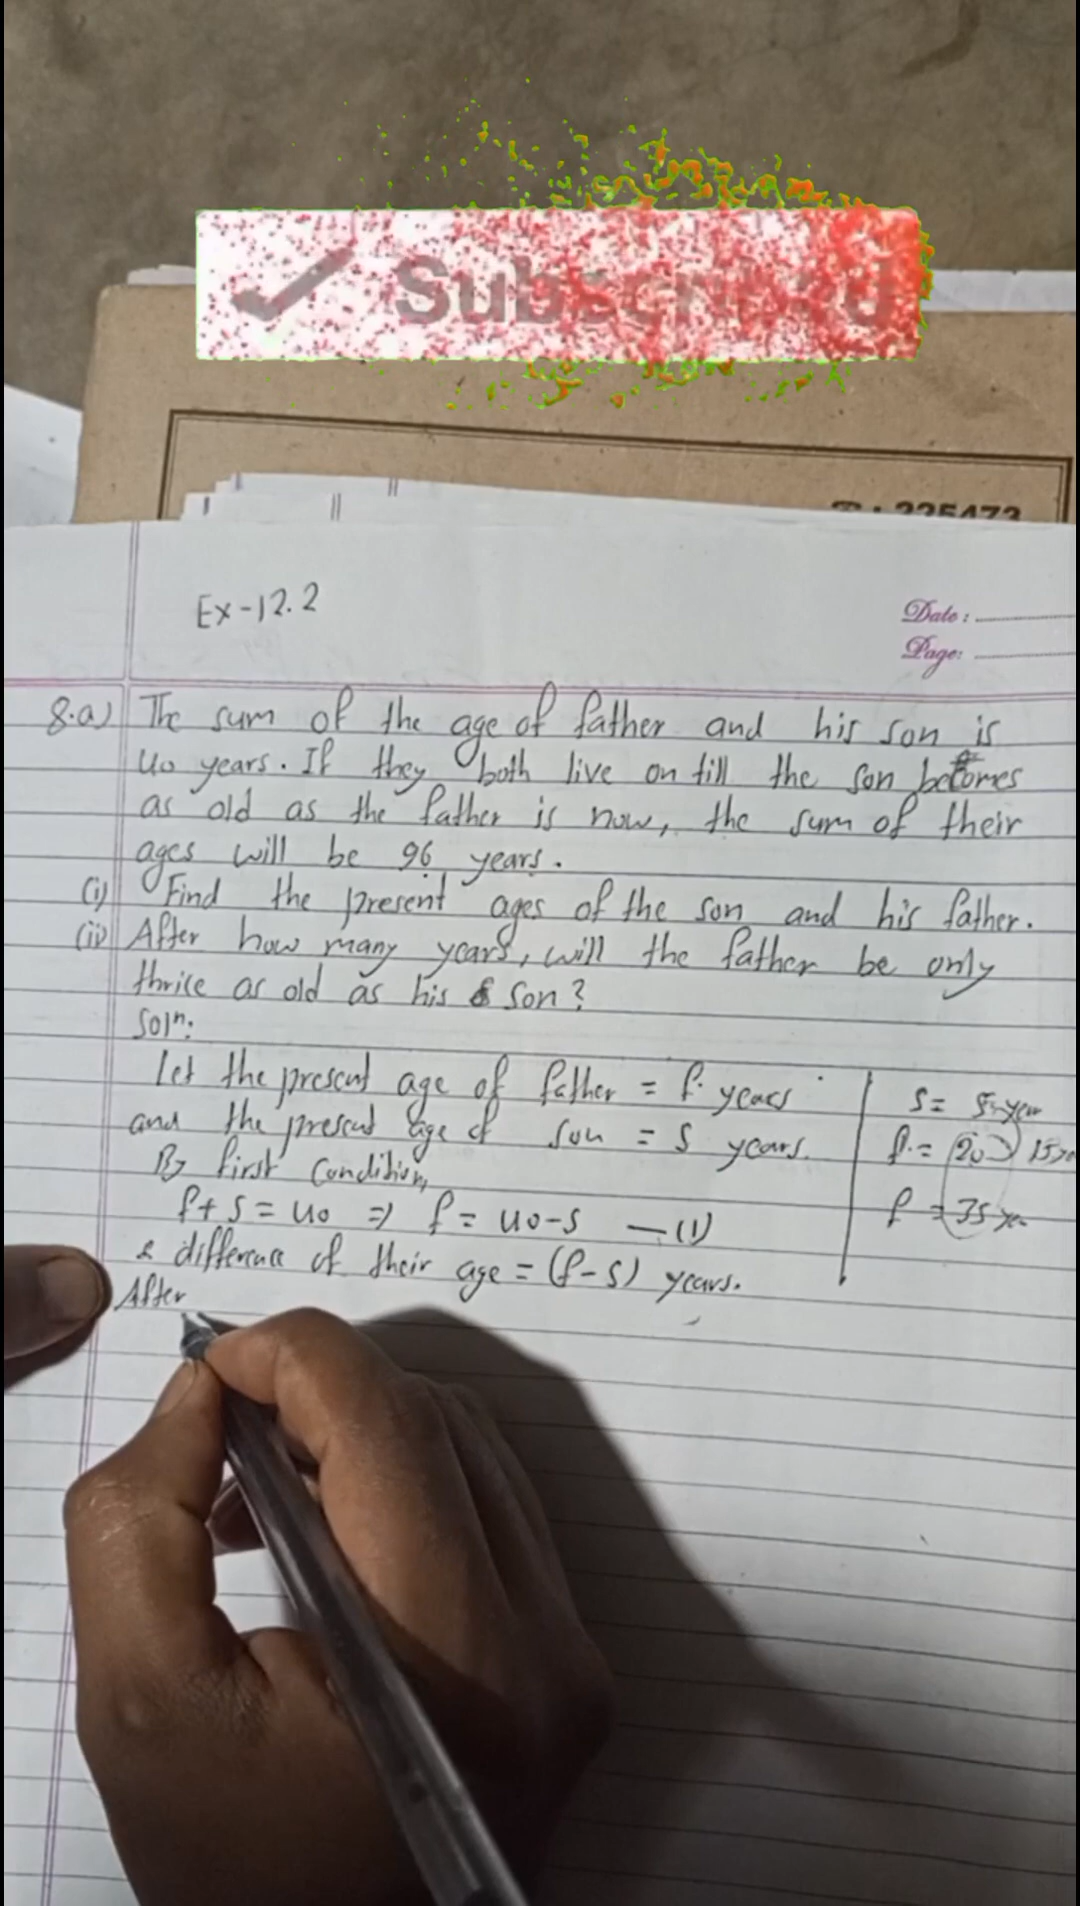 Subscribed
☎ : 225473
Ex-12.2
Date :
Page:
8.a) The sum of the age of father and his son is
40 years. If they both live on till the son becomes
as old as the father is now, the sum of their
ages will be 96 years.
(i) Find the present ages of the son and his father.
(ii) After how many years, will the father be only
thrice as old as his son?
Solⁿ:
Let the present age of father = f years
and the present age of son = s years.
By first condition,
f + s = 40 => f = 40-s —(1)
& difference of their age = (f-s) years.
After
s = 5 year
f = 20 15 ye
f = 35 ye